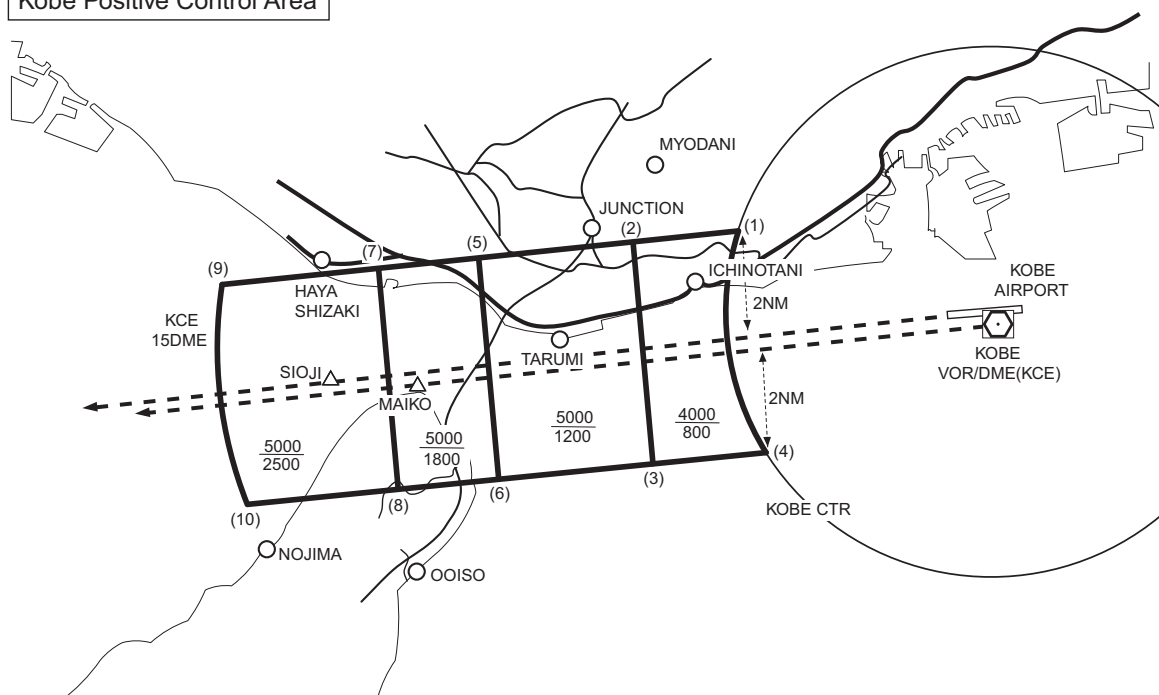 Kobe Positive Control Area
MYODANI
JUNCTION
(1)
(2)
(5)
(7)
(9)
ICHINOTANI
HAYA
SHIZAKI
2NM
KOBE
AIRPORT
KCE
15DME
TARUMI
KOBE
VOR/DME(KCE)
SIOJI
MAIKO
2NM
5000
2500
5000
1800
5000
1200
4000
800
(4)
(3)
(6)
(8)
(10)
KOBE CTR
NOJIMA
OOISO